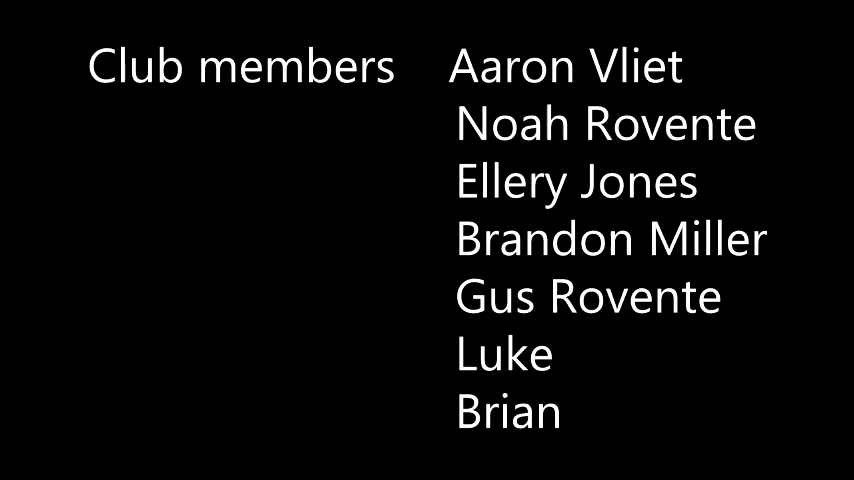 Club members Aaron Vliet
Noah Rovente
Ellery Jones
Brandon Miller
Gus Rovente
Luke
Brian